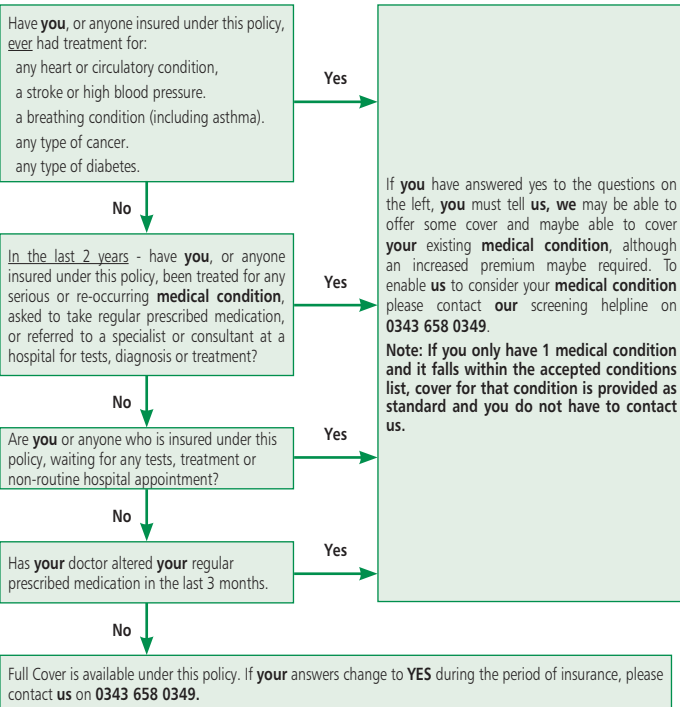 Have you, or anyone insured under this policy,
ever had treatment for:
any heart or circulatory condition,
a stroke or high blood pressure.
a breathing condition (including asthma).
any type of cancer.
any type of diabetes.
Yes
No
In the last 2 years - have you, or anyone
insured under this policy, been treated for any
serious or re-occurring medical condition,
asked to take regular prescribed medication,
or referred to a specialist or consultant at a
hospital for tests, diagnosis or treatment?
Yes
No
Are you or anyone who is insured under this
policy, waiting for any tests, treatment or
non-routine hospital appointment?
Yes
No
Has your doctor altered your regular
prescribed medication in the last 3 months.
Yes
No
If you have answered yes to the questions on
the left, you must tell us, we may be able to
offer some cover and maybe able to cover
your existing medical condition, although
an increased premium maybe required. To
enable us to consider your medical condition
please contact our screening helpline on
0343 658 0349.
Note: If you only have 1 medical condition
and it falls within the accepted conditions
list, cover for that condition is provided as
standard and you do not have to contact
us.
Full Cover is available under this policy. If your answers change to YES during the period of insurance, please
contact us on 0343 658 0349.